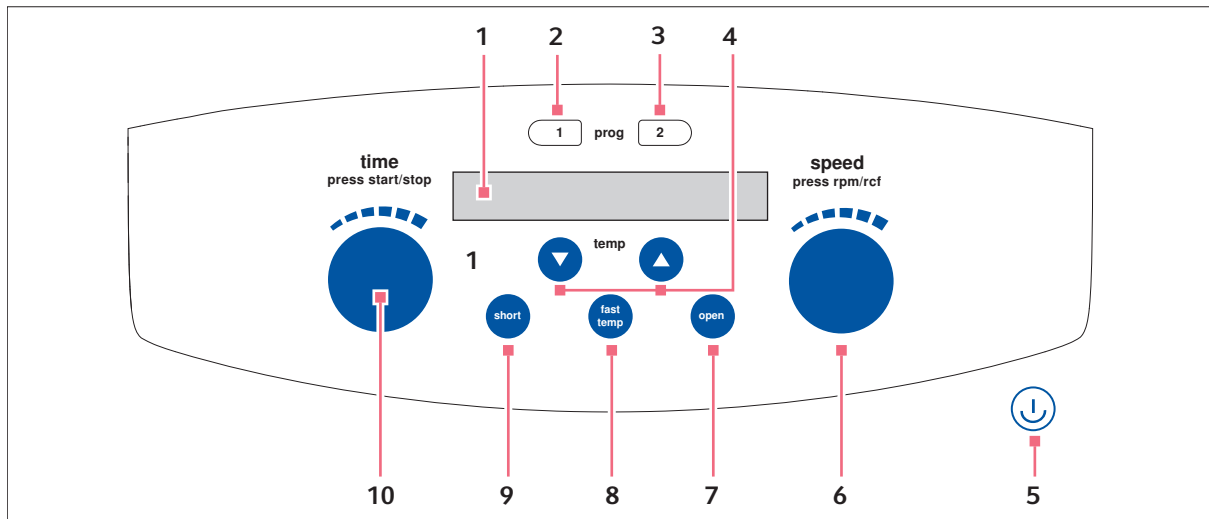 1 2 3 4
1 prog 2
time
press start/stop
speed
press rpm/rcf
temp
1
short
fast
temp
open
10 9 8 7 6 5